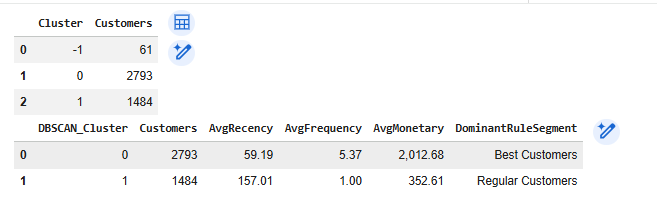 Cluster Customers
0 -1 61
1 0 2793
2 1 1484
DBSCAN_Cluster Customers AvgRecency AvgFrequency AvgMonetary DominantRuleSegment
0 0 2793 59.19 5.37 2,012.68 Best Customers
1 1 1484 157.01 1.00 352.61 Regular Customers